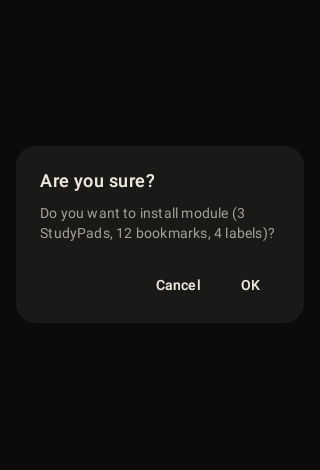 Are you sure?
Do you want to install module (3
StudyPads, 12 bookmarks, 4 labels)?
Cancel OK